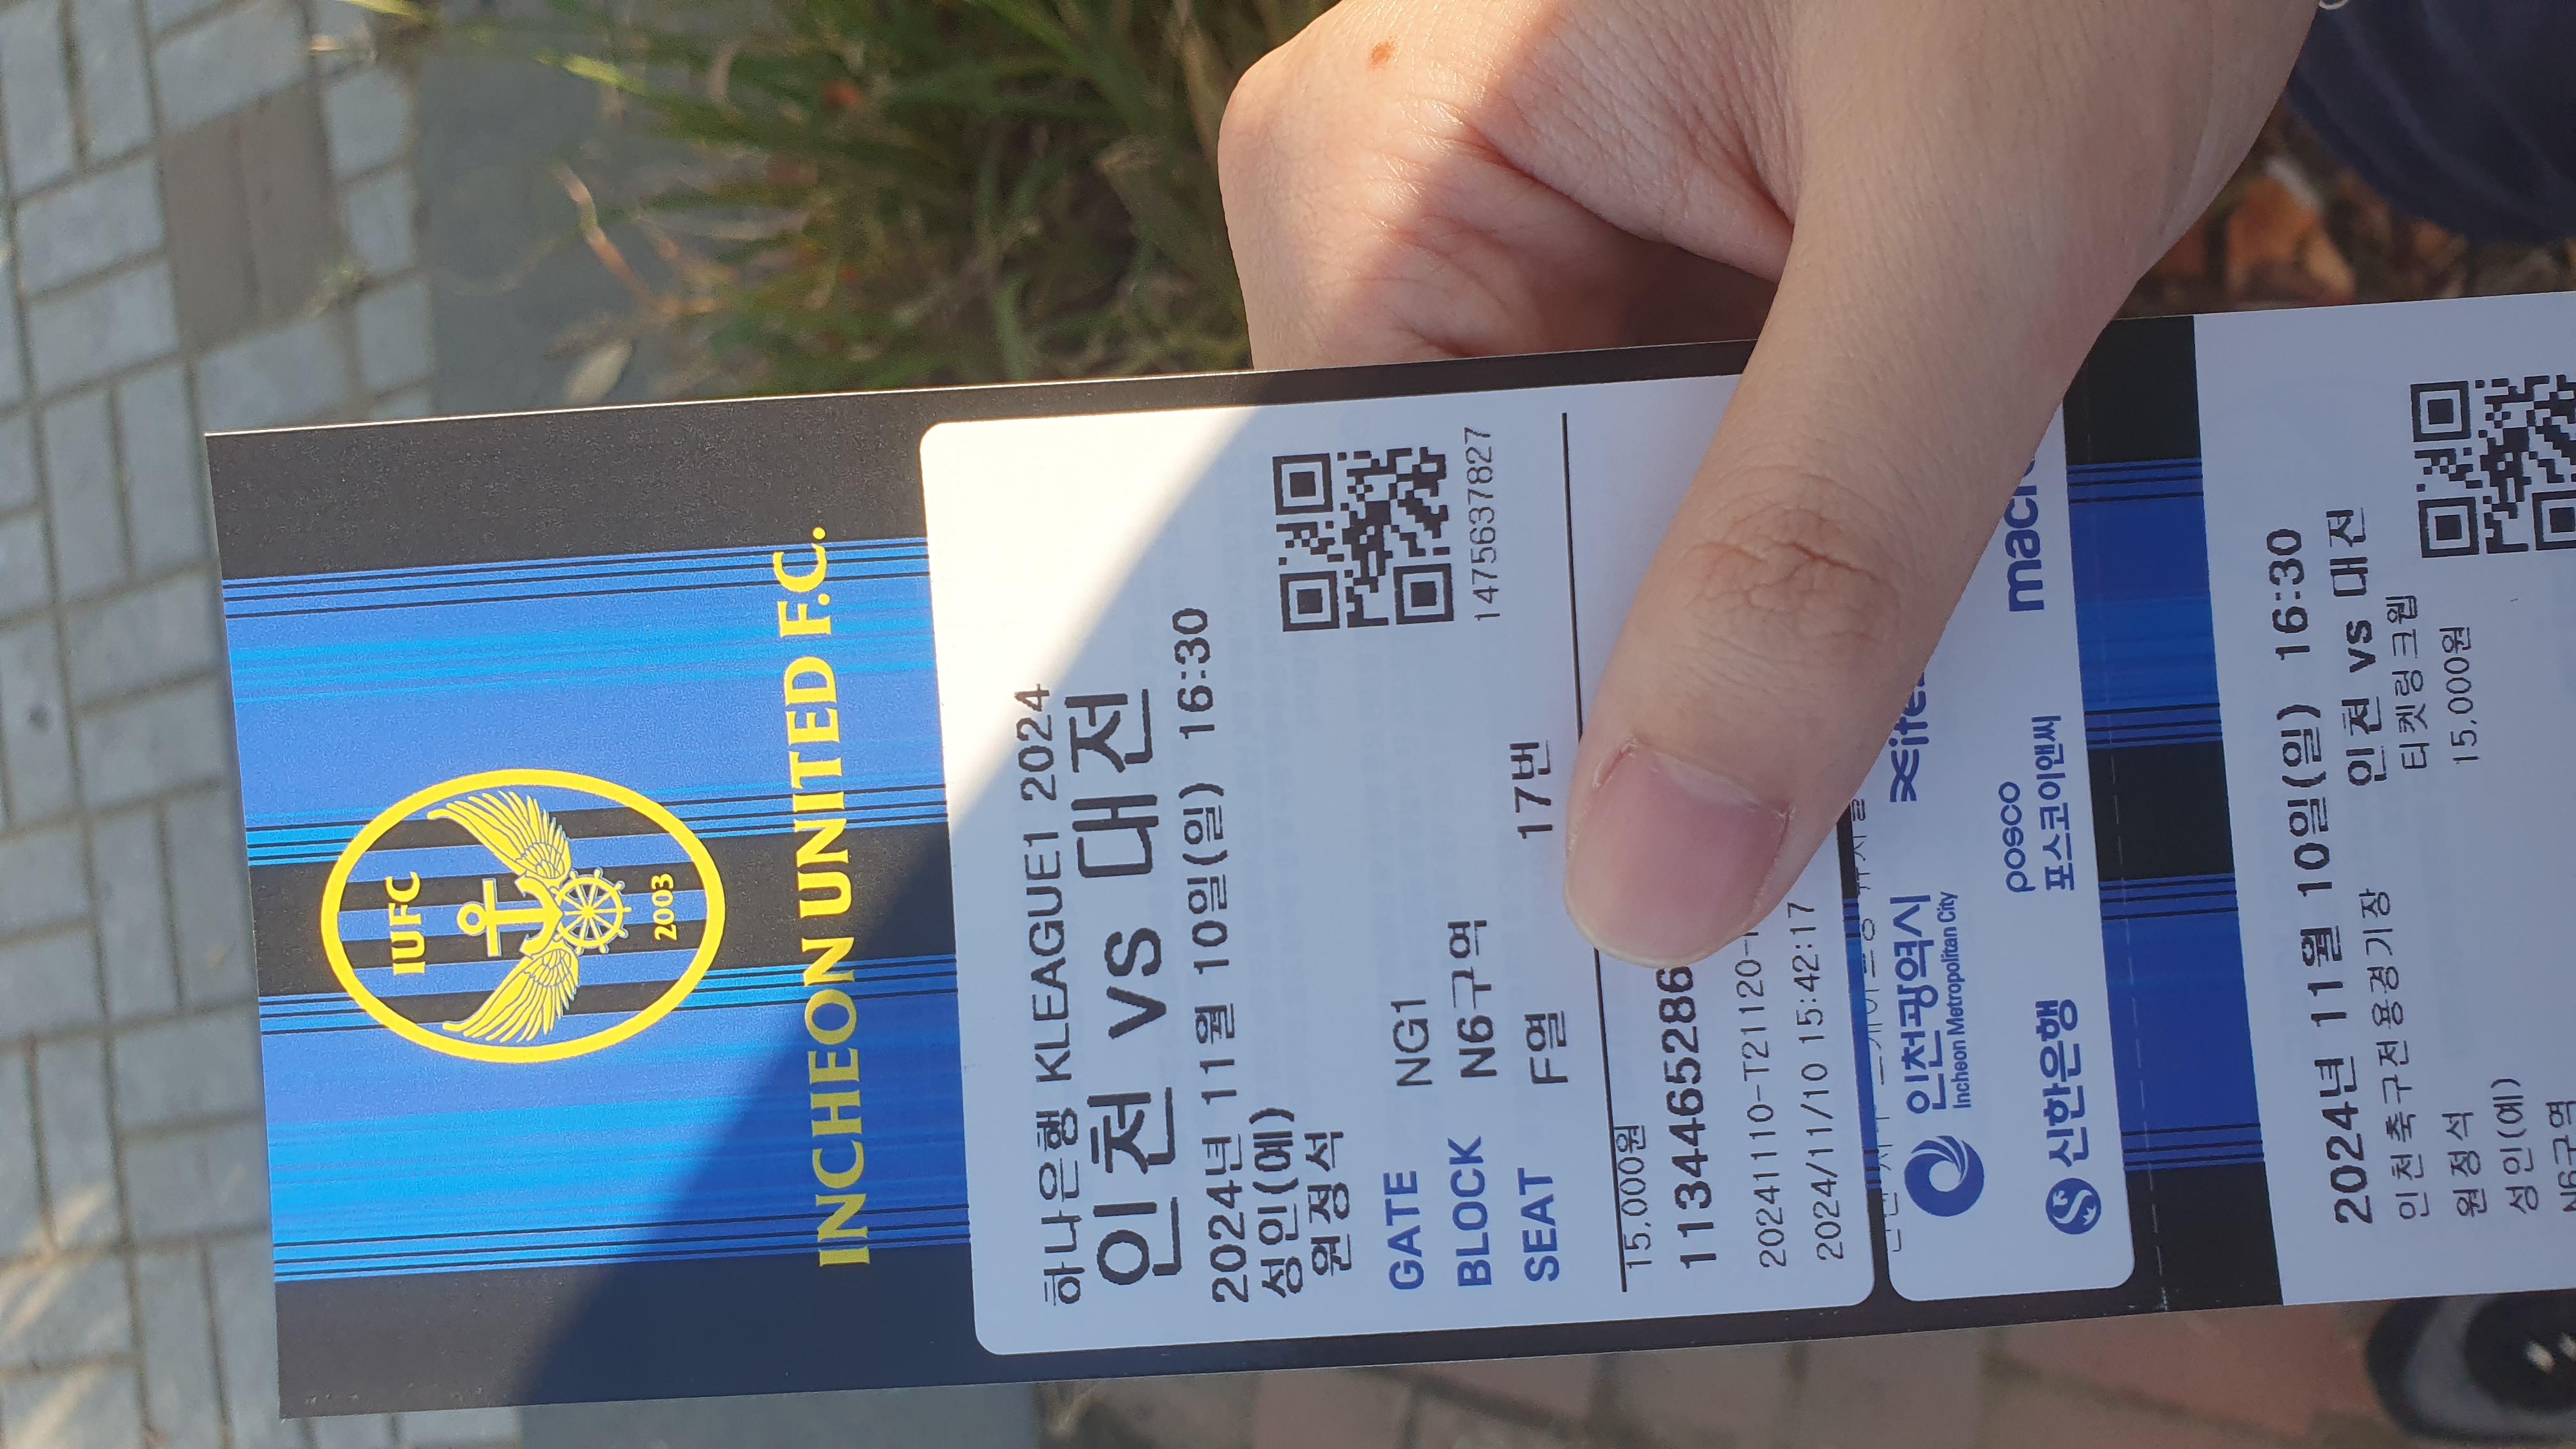 IUFC
2003
INCHEON UNITED F.C.
하나은행 KLEAGUE1 2024
인천 vs 대전
2024년 11월 10일(일) 16:30
성인(예)
원정석
GATE NG1
BLOCK N6구역
SEAT F열 17번
1475637827
15,000원
1134465286
20241110-T21120-
2024/11/10 15:42:17
인천광역시
Incheon Metropolitan City
신한은행
posco
포스코이앤씨
2024년 11월 10일(일) 16:30
인천축구전용경기장 인천 vs 대전
원정석 티켓링크웹
성인(예) 15,000원
N6구역